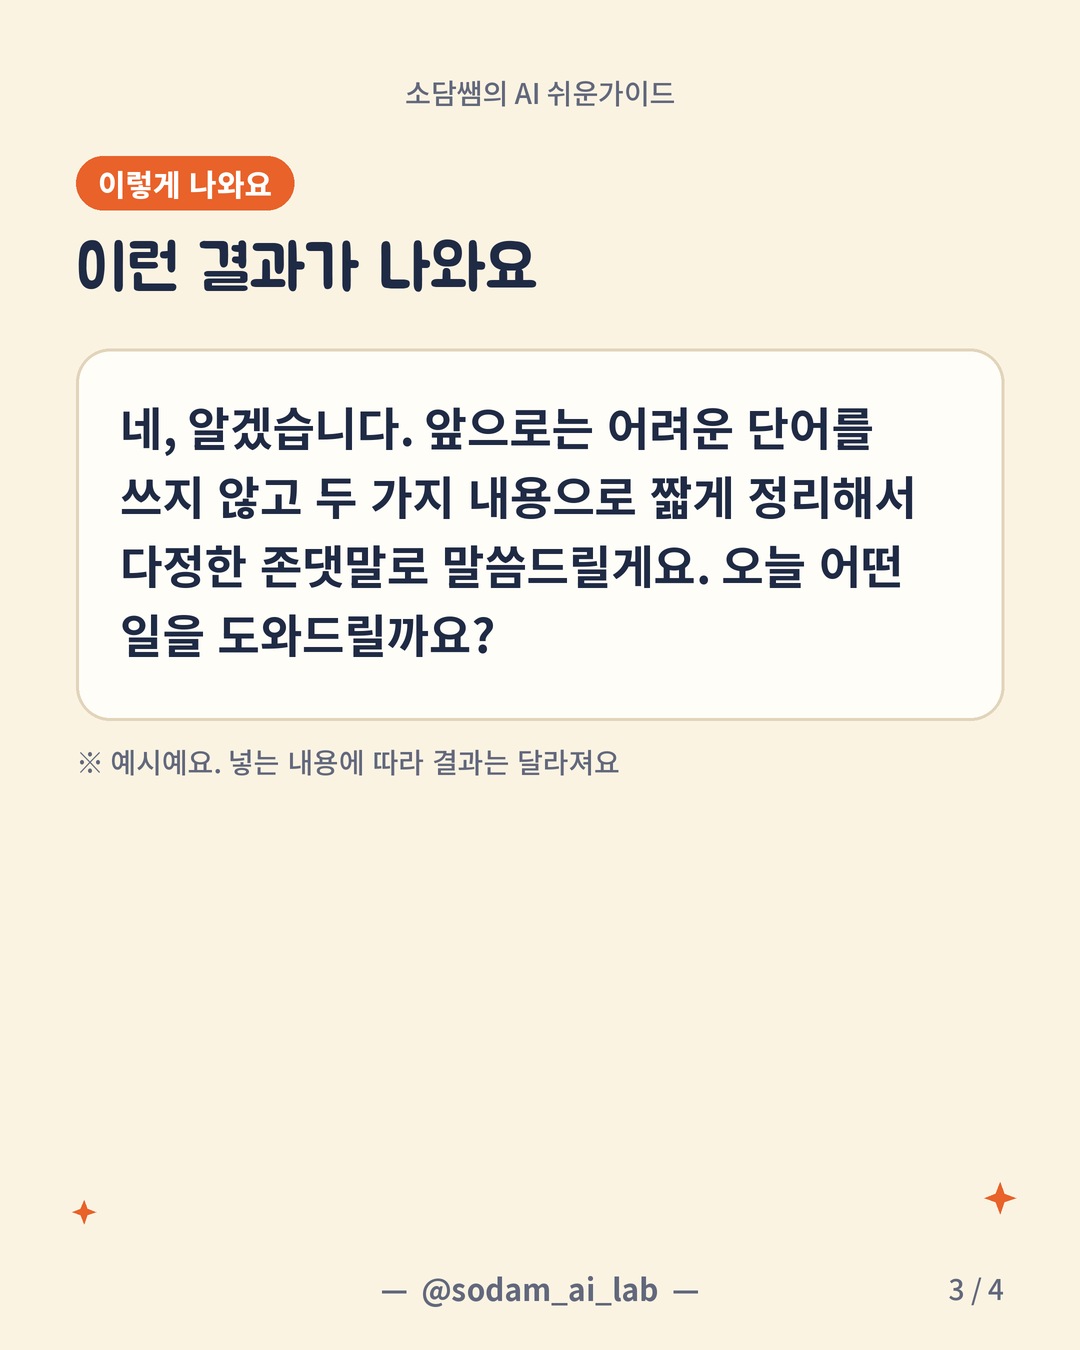 소담쌤의 AI 쉬운가이드
이렇게 나와요
이런 결과가 나와요
네, 알겠습니다. 앞으로는 어려운 단어를
쓰지 않고 두 가지 내용으로 짧게 정리해서
다정한 존댓말로 말씀드릴게요. 오늘 어떤
일을 도와드릴까요?
※ 예시예요. 넣는 내용에 따라 결과는 달라져요
— @sodam_ai_lab —
3 / 4